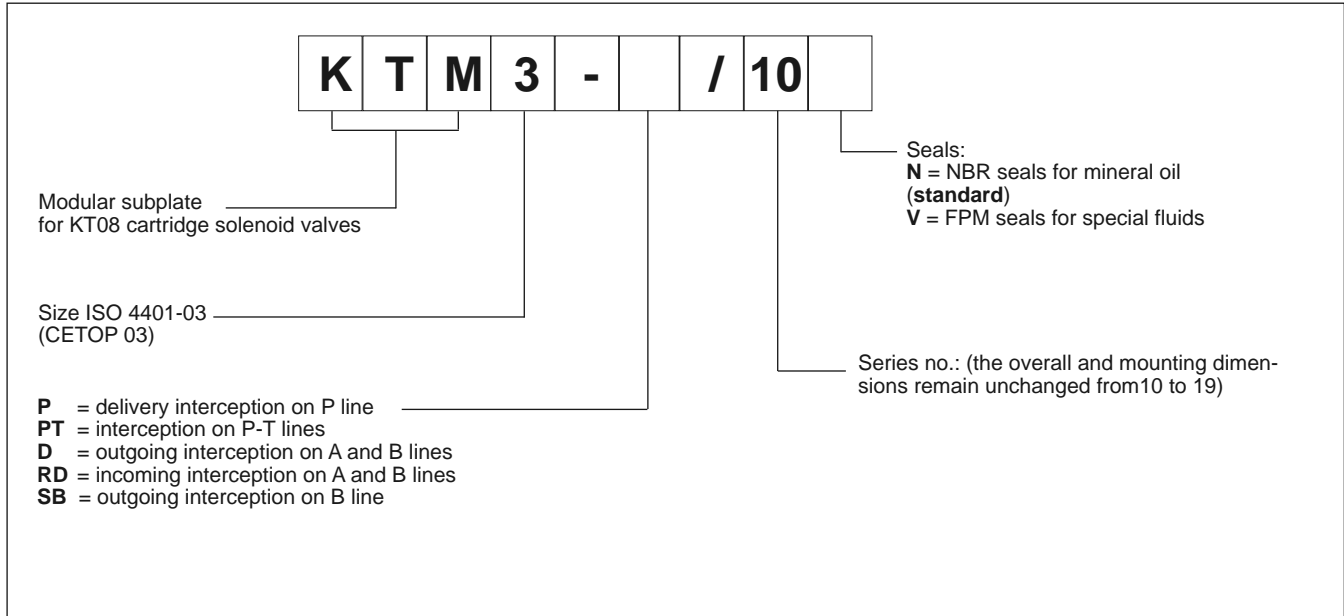 K T M 3 - / 10
Modular subplate
for KT08 cartridge solenoid valves
Size ISO 4401-03
(CETOP 03)
P = delivery interception on P line
PT = interception on P-T lines
D = outgoing interception on A and B lines
RD = incoming interception on A and B lines
SB = outgoing interception on B line
Seals:
N = NBR seals for mineral oil
(standard)
V = FPM seals for special fluids
Series no.: (the overall and mounting dimen-
sions remain unchanged from10 to 19)